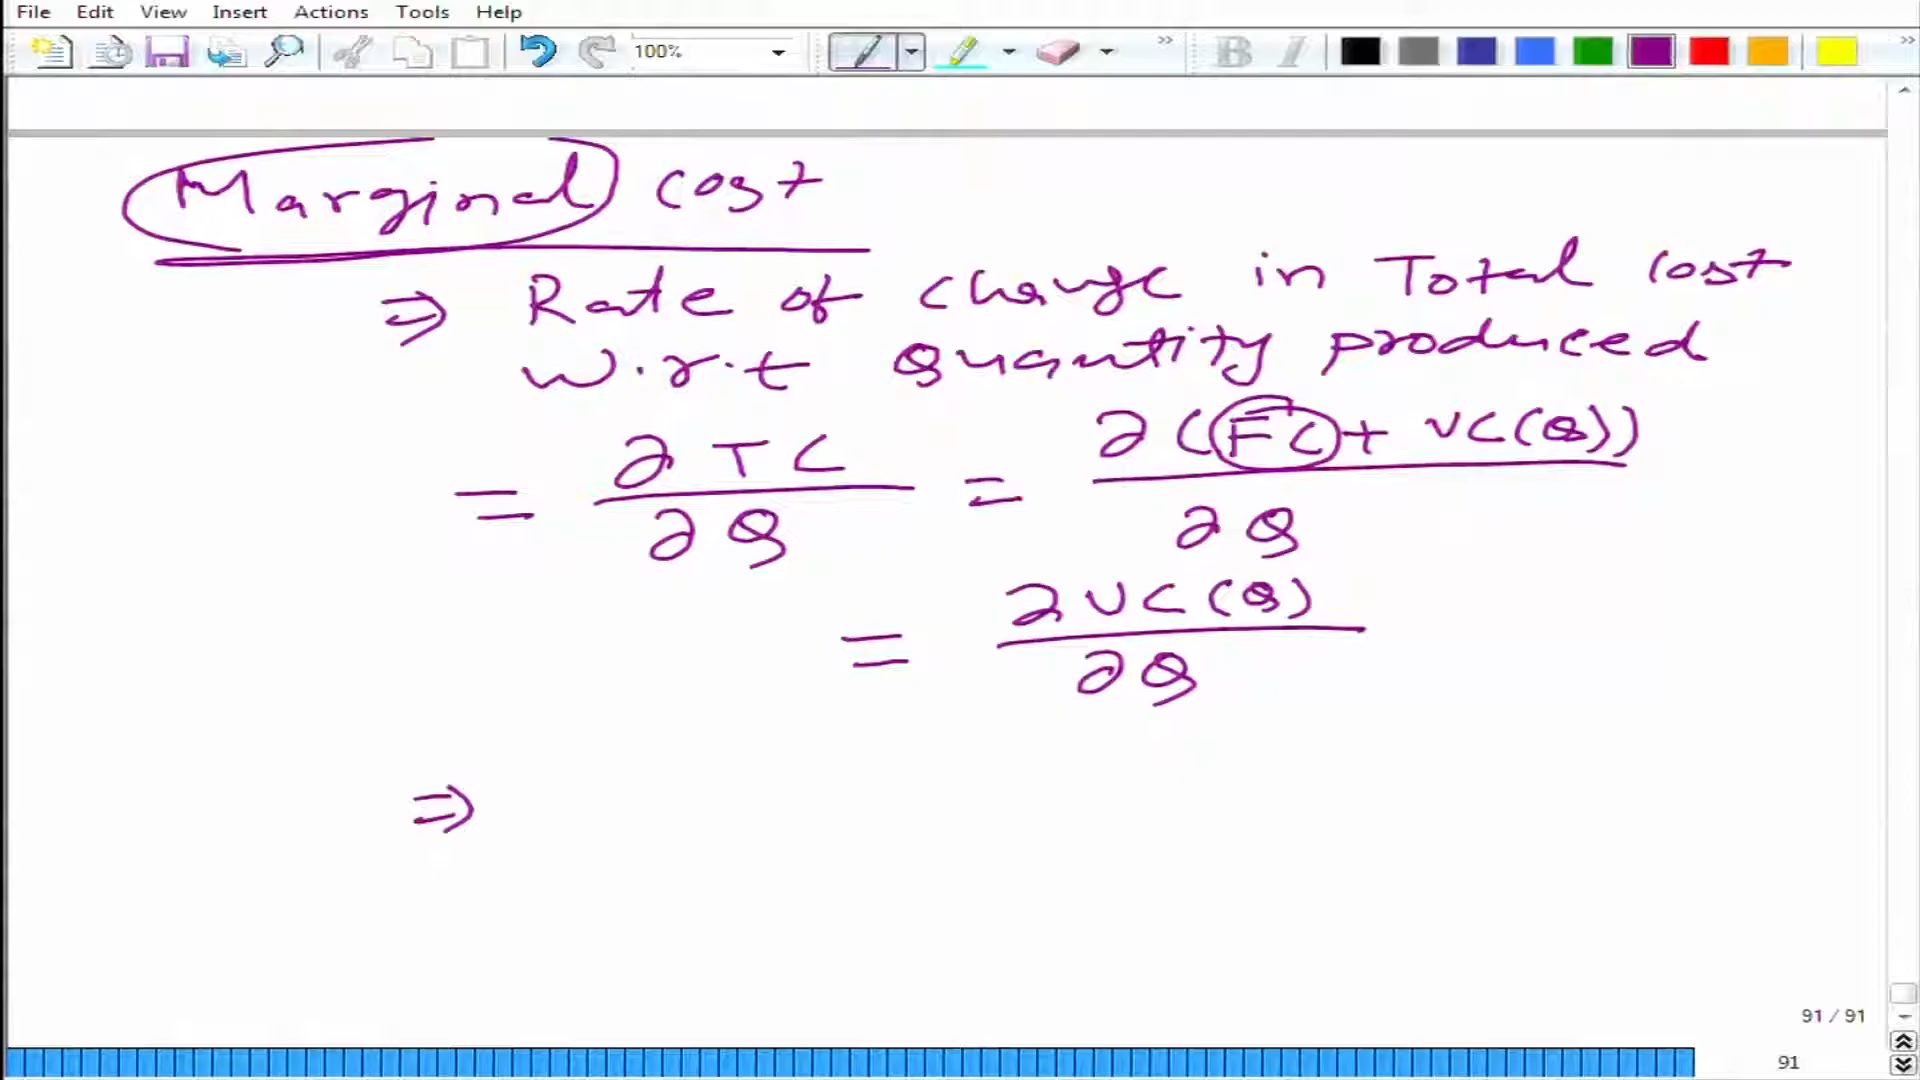 File Edit View Insert Actions Tools Help
100%
Marginal cost
⇒ Rate of change in Total cost
w.r.t Quantity produced
= ∂TC/∂Q = ∂(FC + VC(Q))/∂Q
= ∂VC(Q)/∂Q
⇒
91 / 91
91